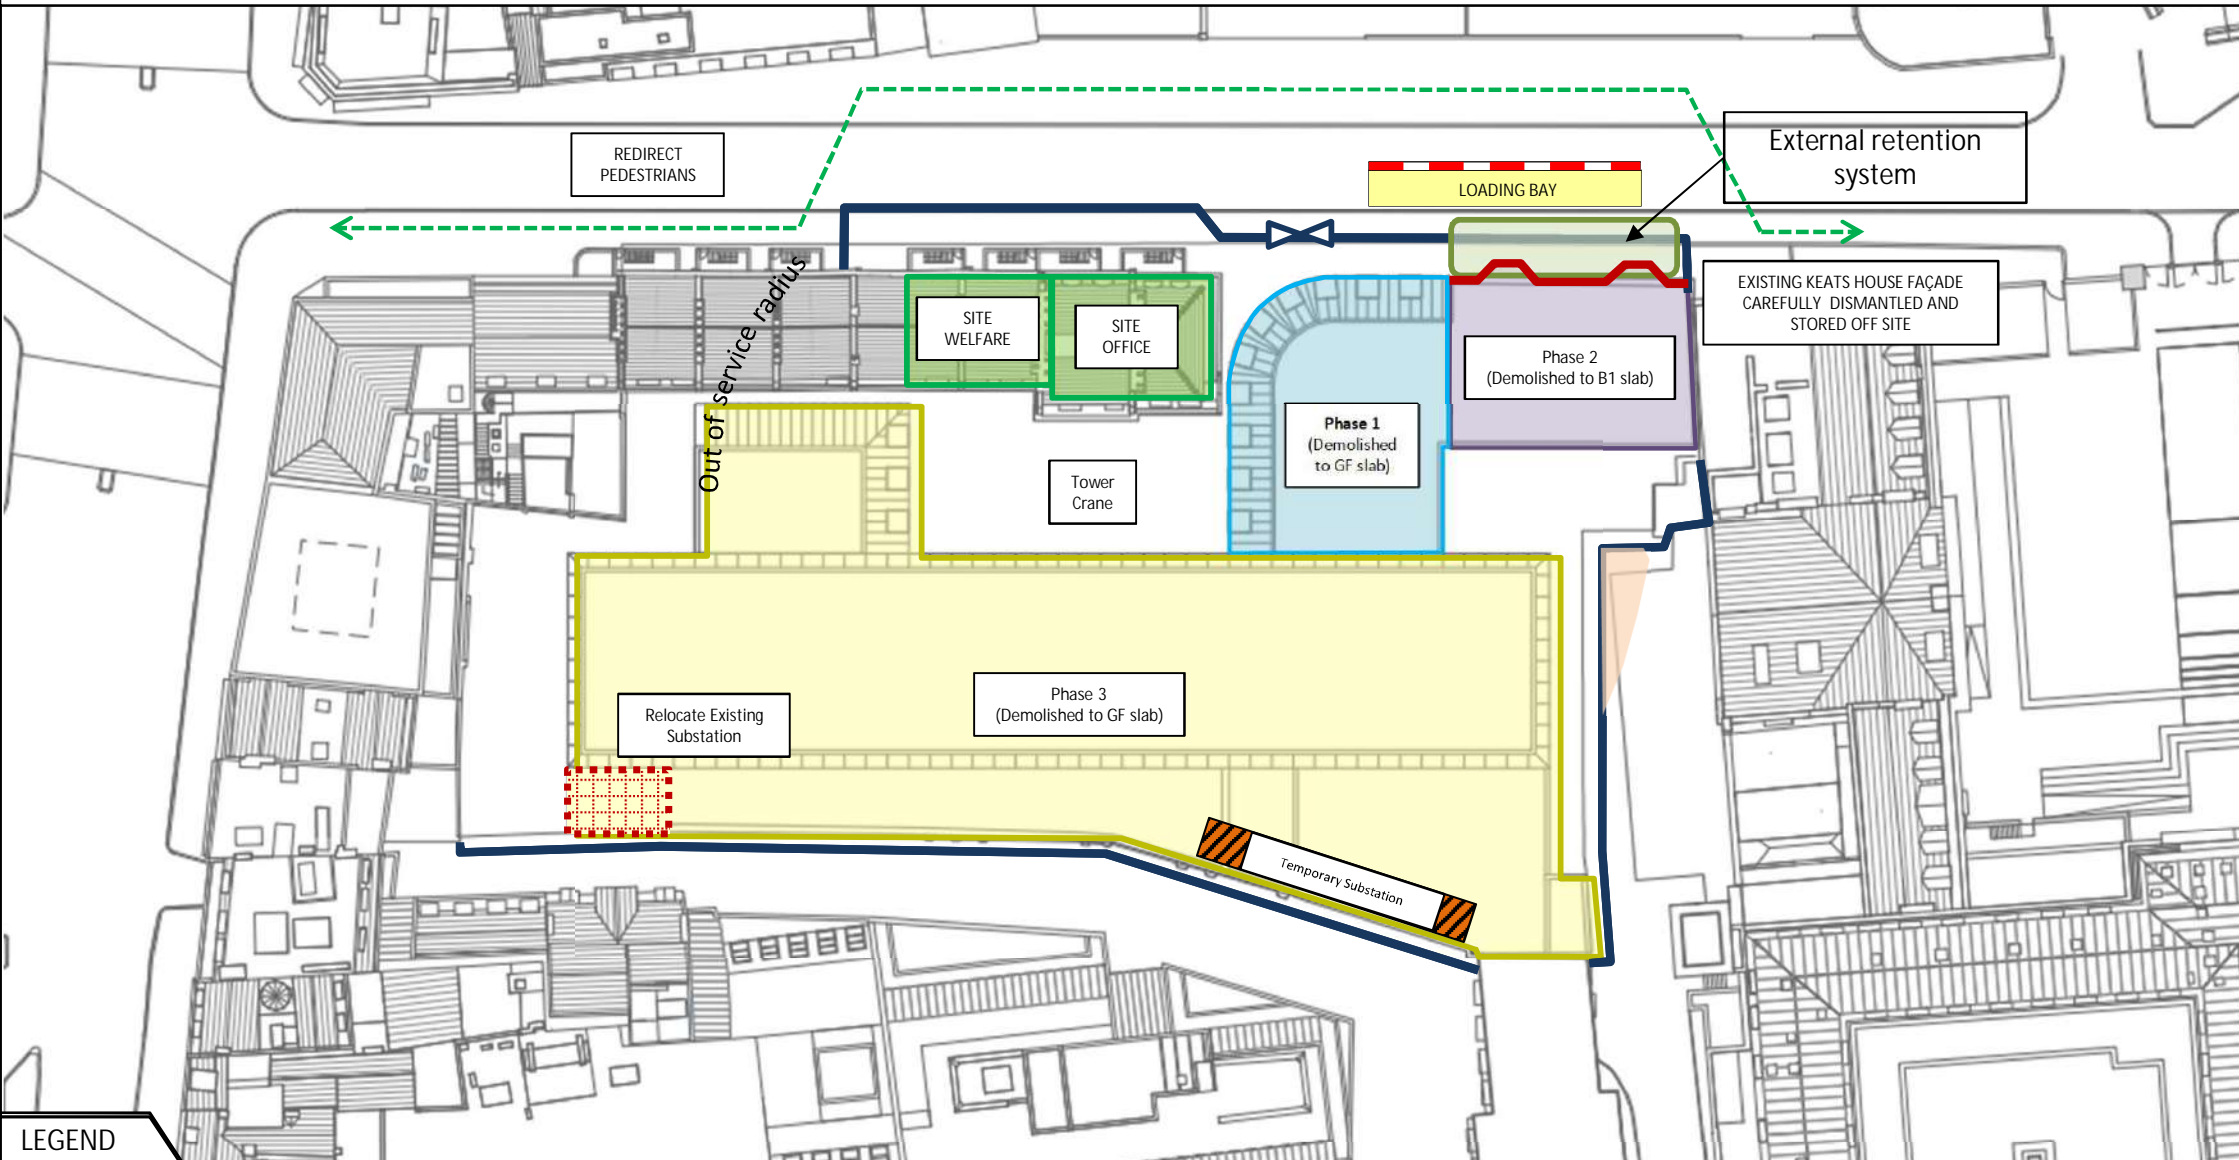 REDIRECT
PEDESTRIANS
LOADING BAY
External retention
system
EXISTING KEATS HOUSE FAÇADE
CAREFULLY DISMANTLED AND
STORED OFF SITE
Out of service radius
SITE
WELFARE
SITE
OFFICE
Phase 2
(Demolished to B1 slab)
Phase 1
(Demolished
to GF slab)
Tower
Crane
Relocate Existing
Substation
Phase 3
(Demolished to GF slab)
Temporary Substation
LEGEND